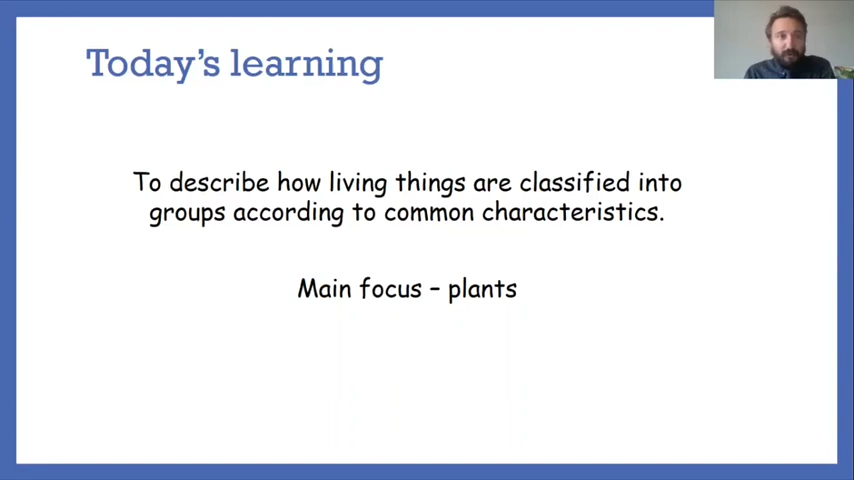 Today's learning
To describe how living things are classified into
groups according to common characteristics.
Main focus – plants